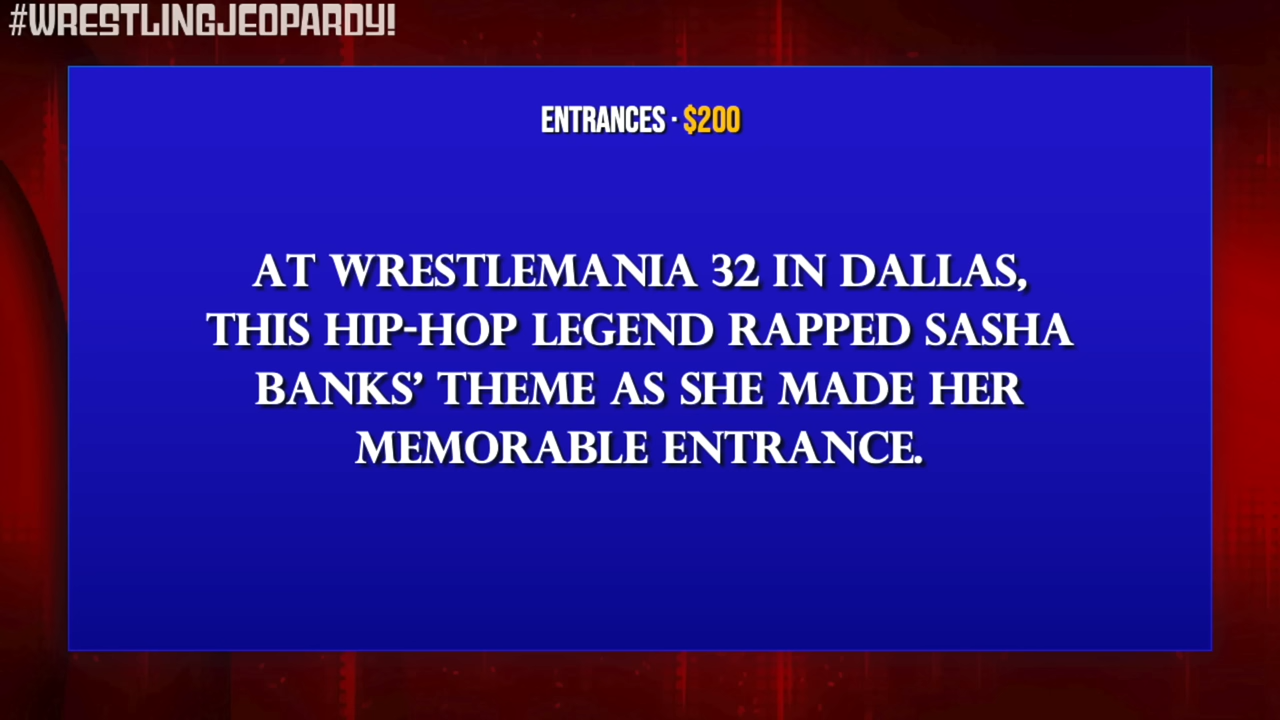 #WRESTLINGJEOPARDY!
ENTRANCES · $200
AT WRESTLEMANIA 32 IN DALLAS,
THIS HIP-HOP LEGEND RAPPED SASHA
BANKS’ THEME AS SHE MADE HER
MEMORABLE ENTRANCE.